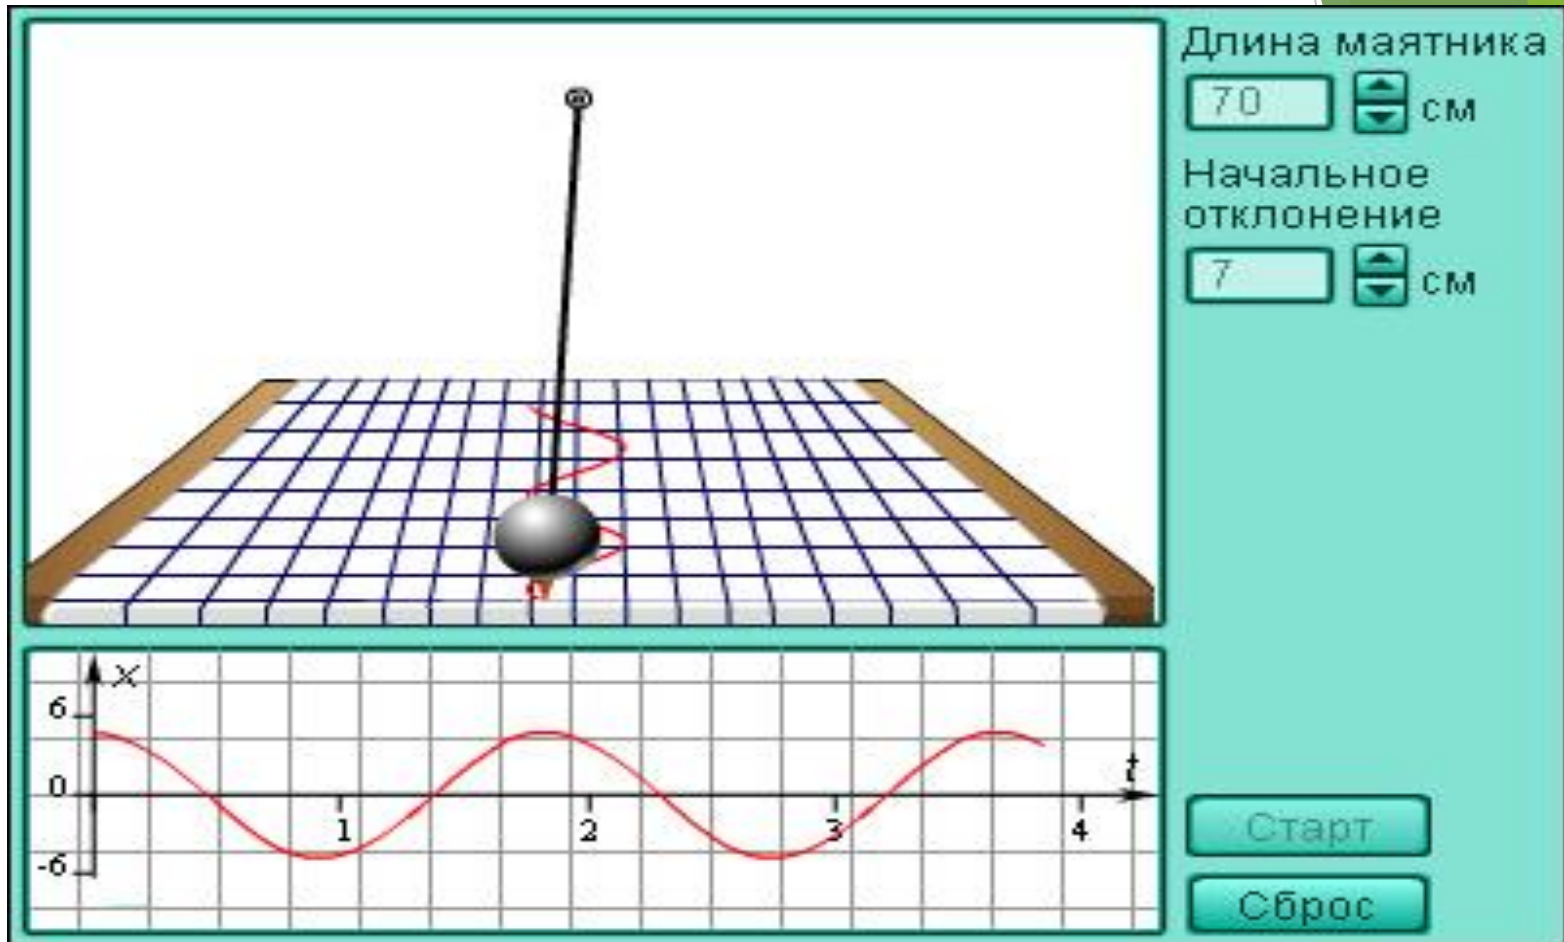 Длина маятника
70 см
Начальное
отклонение
7 см
x
6
0
-6
1 2 3 4
t
Старт
Сброс